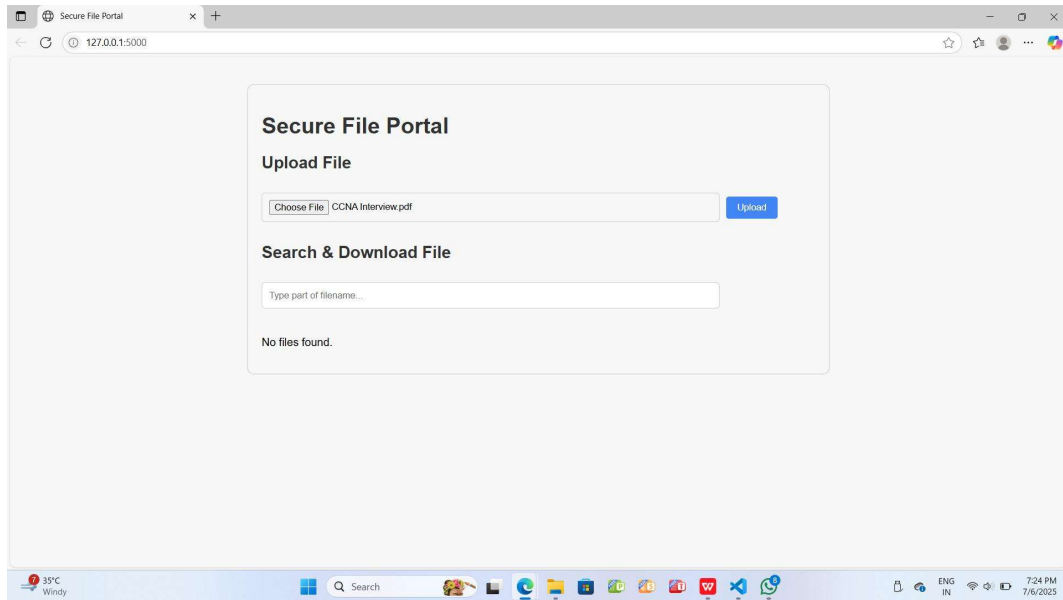 Secure File Portal
127.0.0.1:5000
Secure File Portal
Upload File
Choose File CCNA Interview.pdf
Upload
Search & Download File
Type part of filename...
No files found.
7
35°C
Windy
Search
8
ENG
IN
7:24 PM
7/6/2025